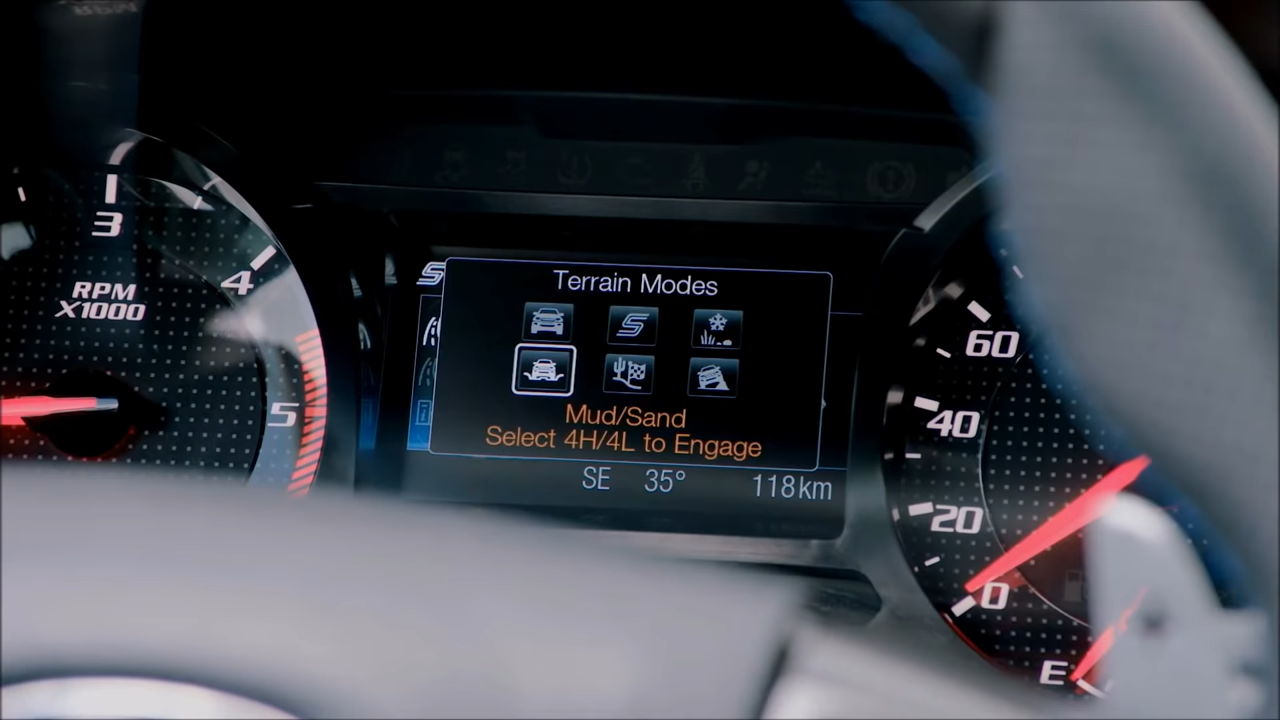 RPM
3
4
RPM
X1000
5
S
Terrain Modes
S
Mud/Sand
Select 4H/4L to Engage
SE 35° 118km
60
40
20
0
E